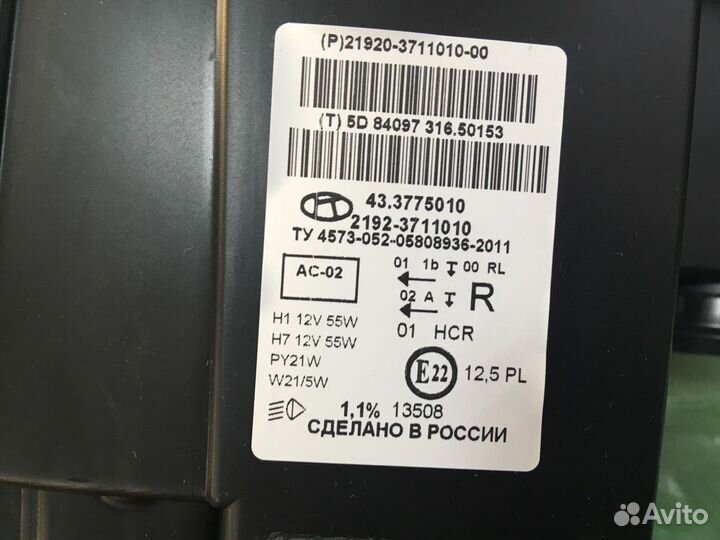 (P)21920-3711010-00
(T) 5D 84097 316.50153
43.3775010
2192-3711010
ТУ 4573-052-05808936-2011
АС-02
01 1b 00 RL
02 A R
01 HCR
H1 12V 55W
H7 12V 55W
PY21W
W21/5W
E22 12,5 PL
1,1% 13508
СДЕЛАНО В РОССИИ
Avito